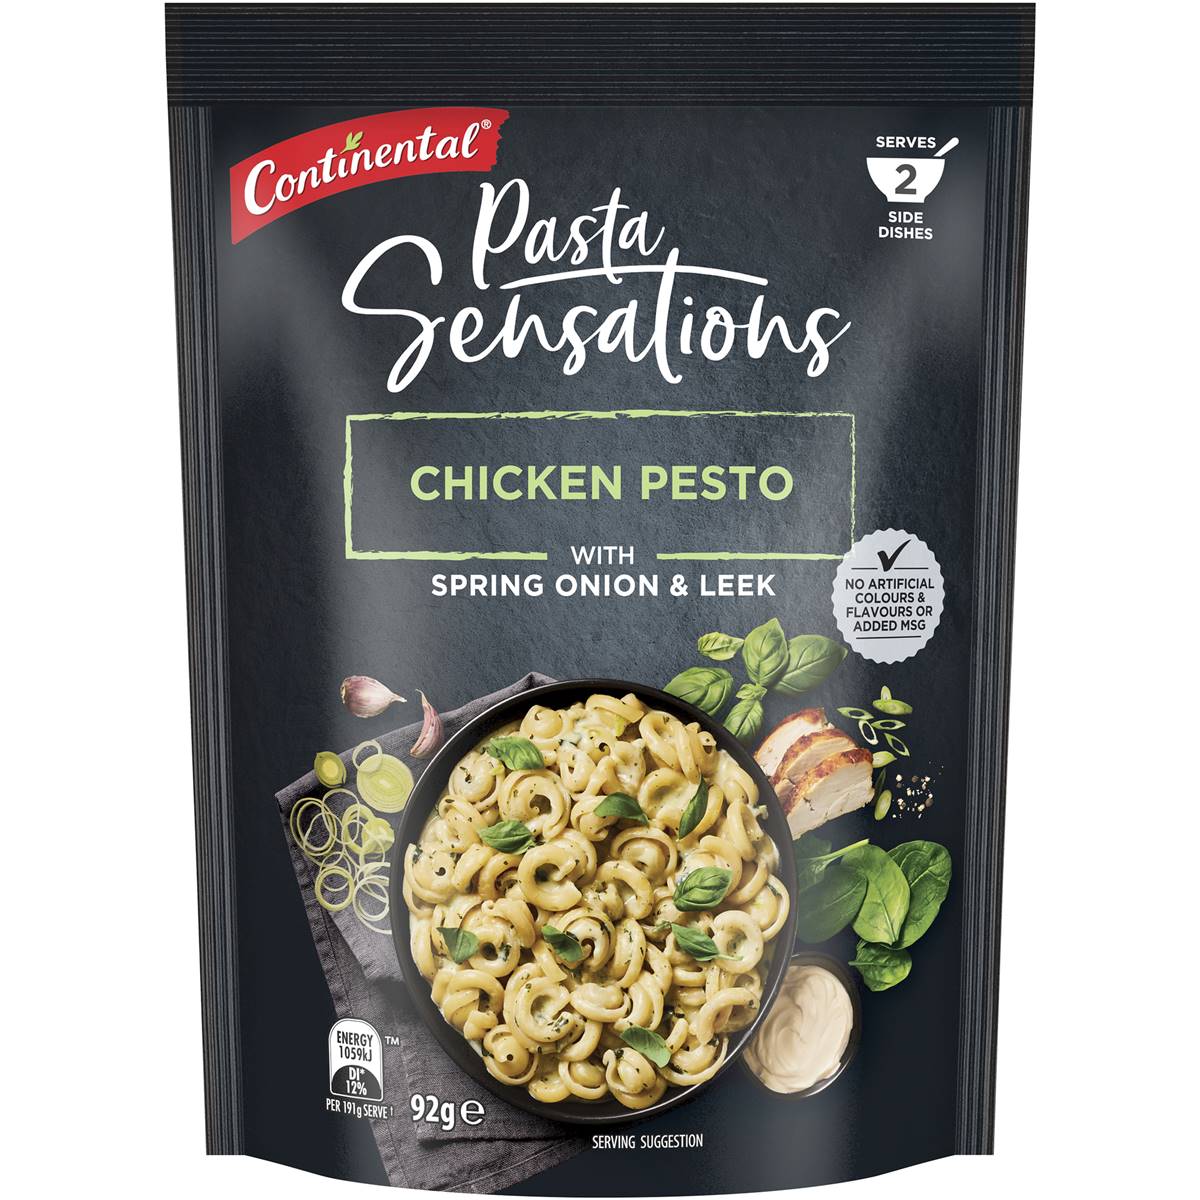 Continental®
SERVES
2
SIDE
DISHES
Pasta
Sensations
CHICKEN PESTO
WITH
SPRING ONION & LEEK
NO ARTIFICIAL
COLOURS &
FLAVOURS OR
ADDED MSG
ENERGY
1059kJ
DI*
12%
TM
PER 191g SERVE†
92g℮
SERVING SUGGESTION